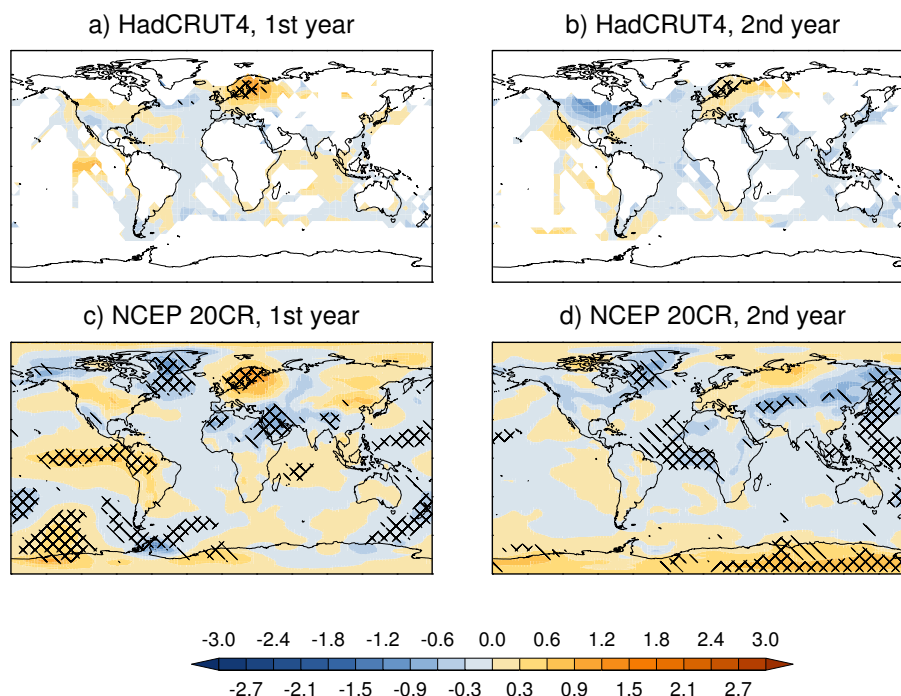 a) HadCRUT4, 1st year
b) HadCRUT4, 2nd year
c) NCEP 20CR, 1st year
d) NCEP 20CR, 2nd year
-3.0 -1.8 -1.2 -0.6 0.0 0.6 1.2 1.8 2.4 3.0
-2.7 -2.1 -1.5 -0.9 -0.3 0.3 0.9 1.5 2.1 2.7